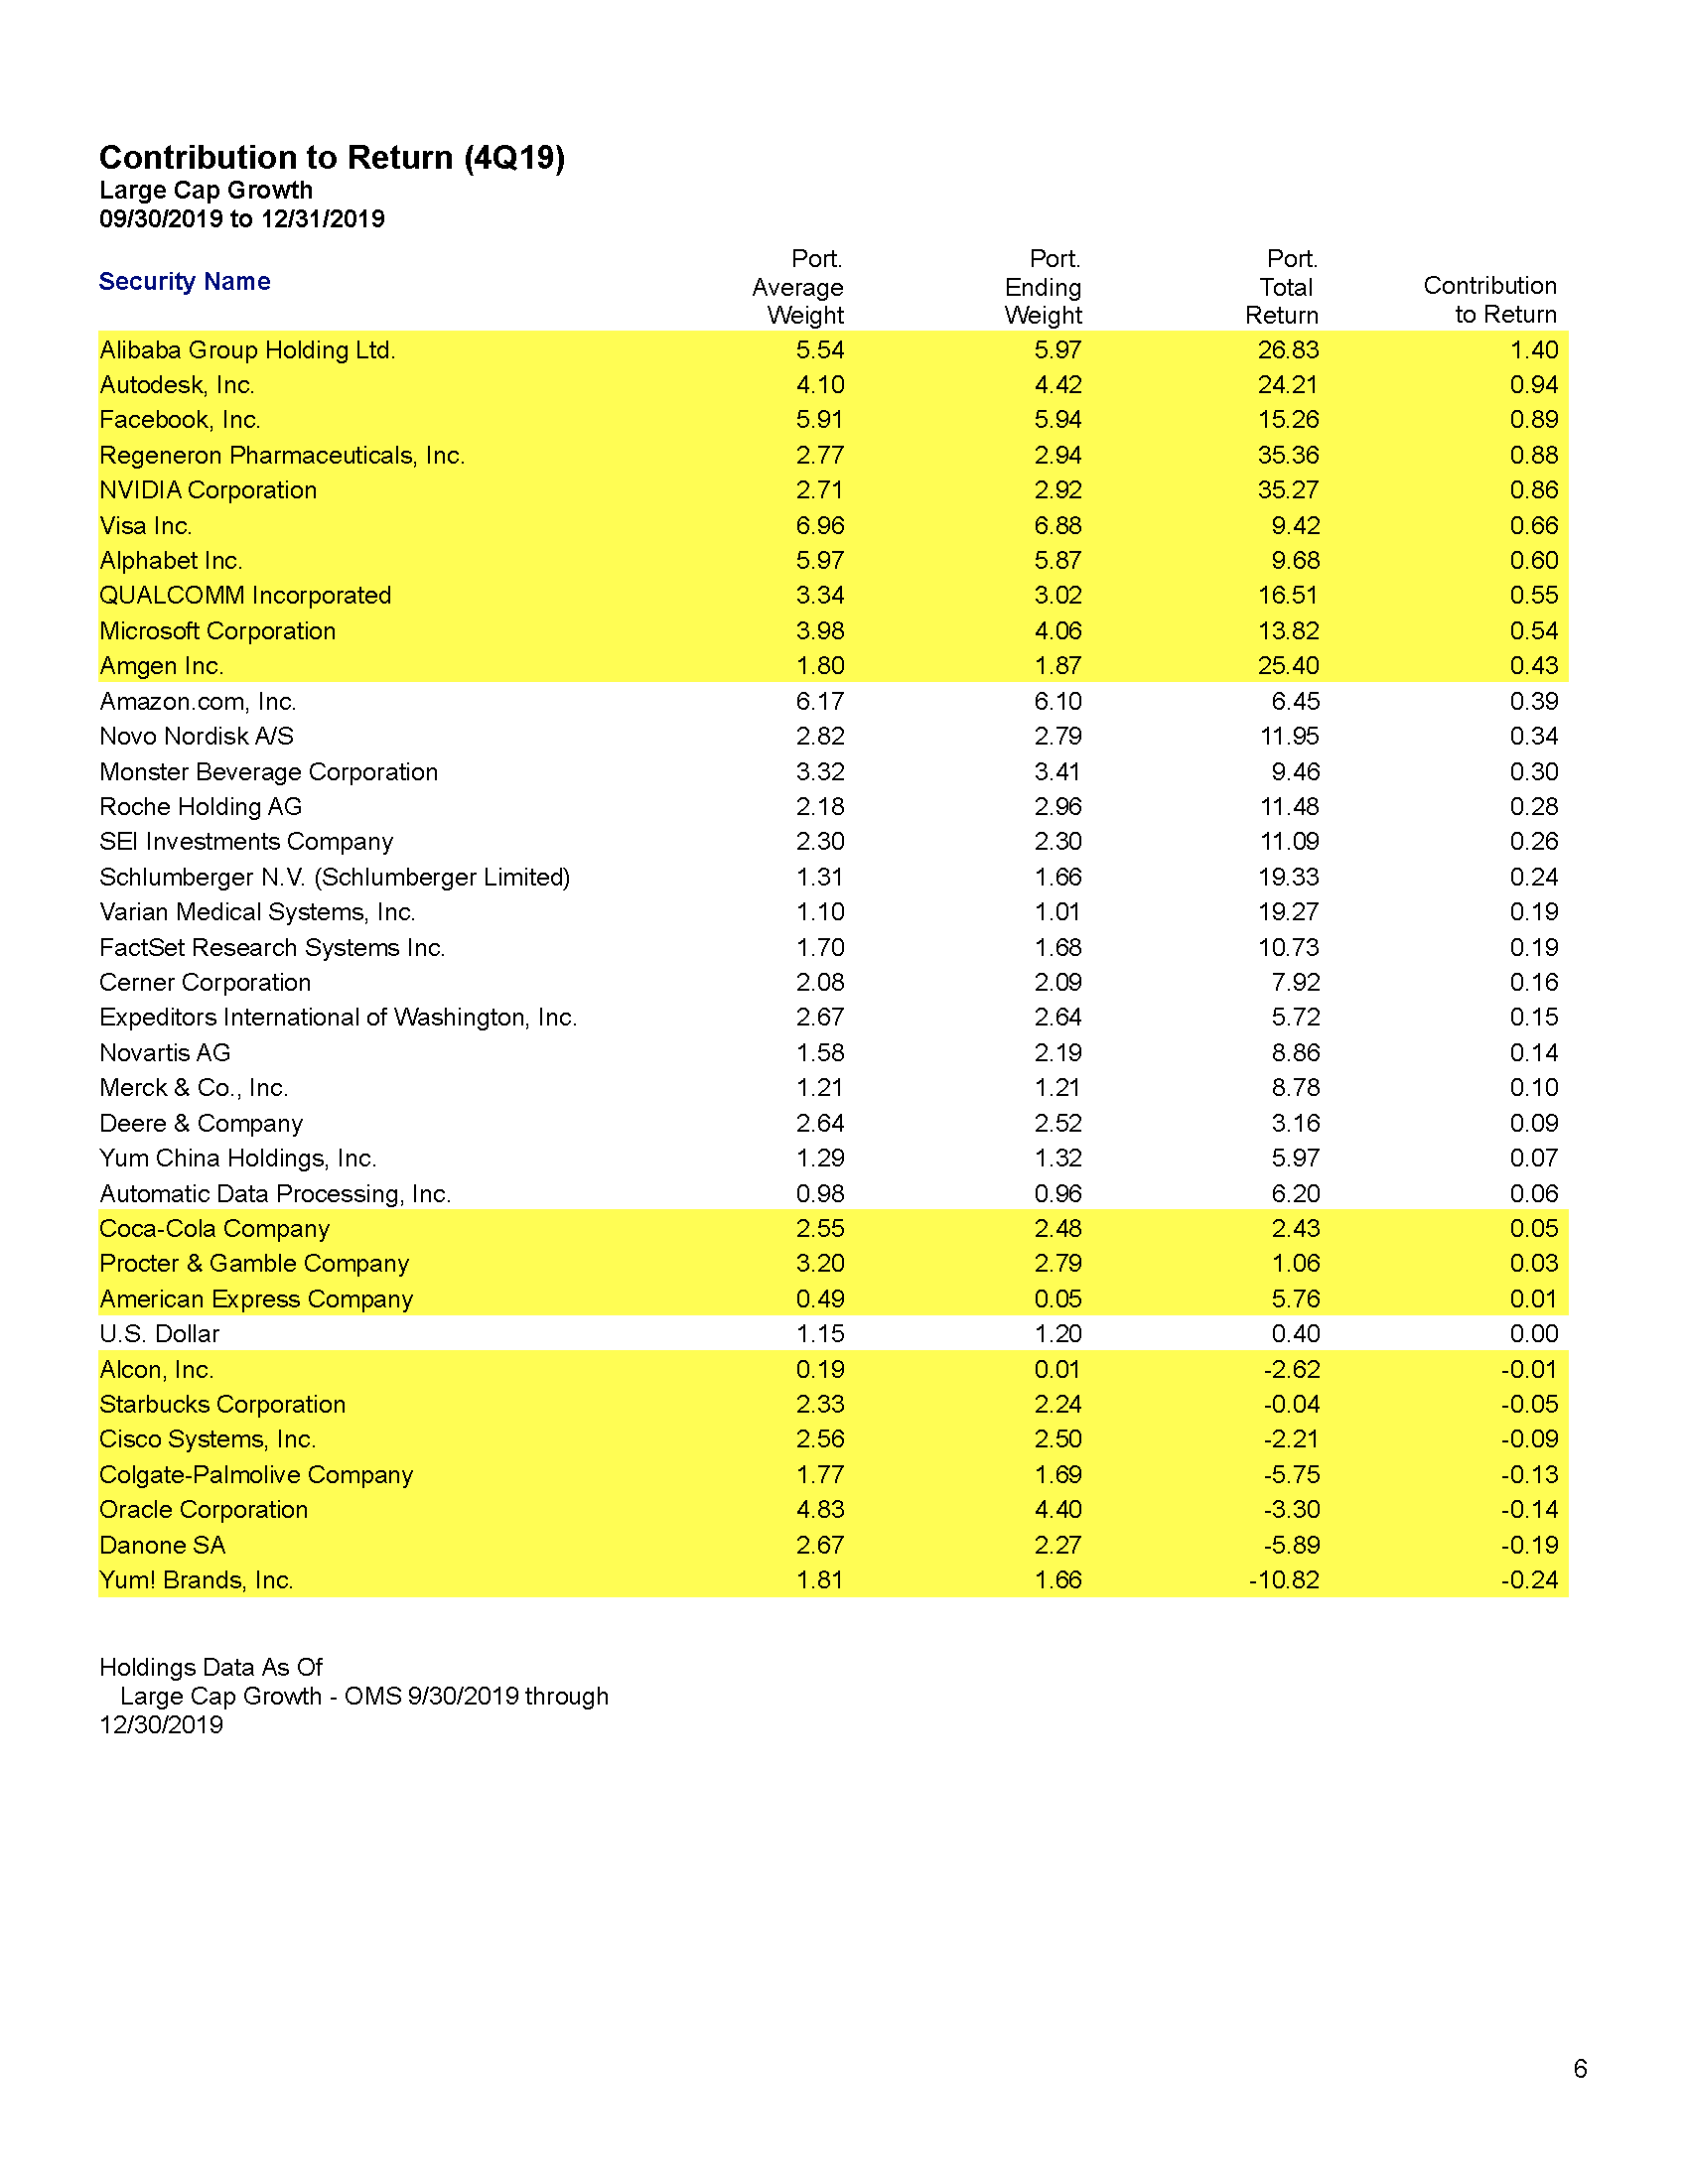 Contribution to Return (4Q19)
Large Cap Growth
09/30/2019 to 12/31/2019
Security Name Port. Average Weight Port. Ending Weight Port. Total Return Contribution to Return
Alibaba Group Holding Ltd. 5.54 5.97 26.83 1.40
Autodesk, Inc. 4.10 4.42 24.21 0.94
Facebook, Inc. 5.91 5.94 15.26 0.89
Regeneron Pharmaceuticals, Inc. 2.77 2.94 35.36 0.88
NVIDIA Corporation 2.71 2.92 35.27 0.86
Visa Inc. 6.96 6.88 9.42 0.66
Alphabet Inc. 5.97 5.87 9.68 0.60
QUALCOMM Incorporated 3.34 3.02 16.51 0.55
Microsoft Corporation 3.98 4.06 13.82 0.54
Amgen Inc. 1.80 1.87 25.40 0.43
Amazon.com, Inc. 6.17 6.10 6.45 0.39
Novo Nordisk A/S 2.82 2.79 11.95 0.34
Monster Beverage Corporation 3.32 3.41 9.46 0.30
Roche Holding AG 2.18 2.96 11.48 0.28
SEI Investments Company 2.30 2.30 11.09 0.26
Schlumberger N.V. (Schlumberger Limited) 1.31 1.66 19.33 0.24
Varian Medical Systems, Inc. 1.10 1.01 19.27 0.19
FactSet Research Systems Inc. 1.70 1.68 10.73 0.19
Cerner Corporation 2.08 2.09 7.92 0.16
Expeditors International of Washington, Inc. 2.67 2.64 5.72 0.15
Novartis AG 1.58 2.19 8.86 0.14
Merck & Co., Inc. 1.21 1.21 8.78 0.10
Deere & Company 2.64 2.52 3.16 0.09
Yum China Holdings, Inc. 1.29 1.32 5.97 0.07
Automatic Data Processing, Inc. 0.98 0.96 6.20 0.06
Coca-Cola Company 2.55 2.48 2.43 0.05
Procter & Gamble Company 3.20 2.79 1.06 0.03
American Express Company 0.49 0.05 5.76 0.01
U.S. Dollar 1.15 1.20 0.40 0.00
Alcon, Inc. 0.19 0.01 -2.62 -0.01
Starbucks Corporation 2.33 2.24 -0.04 -0.05
Cisco Systems, Inc. 2.56 2.50 -2.21 -0.09
Colgate-Palmolive Company 1.77 1.69 -5.75 -0.13
Oracle Corporation 4.83 4.40 -3.30 -0.14
Danone SA 2.67 2.27 -5.89 -0.19
Yum! Brands, Inc. 1.81 1.66 -10.82 -0.24
Holdings Data As Of
Large Cap Growth - OMS 9/30/2019 through
12/30/2019
6